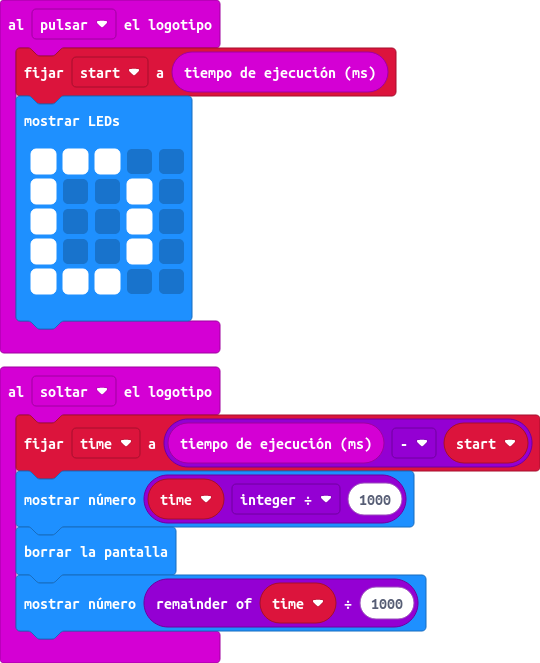 al pulsar el logotipo
fijar start a tiempo de ejecución (ms)
mostrar LEDs
al soltar el logotipo
fijar time a tiempo de ejecución (ms) - start
mostrar número time integer ÷ 1000
borrar la pantalla
mostrar número remainder of time ÷ 1000